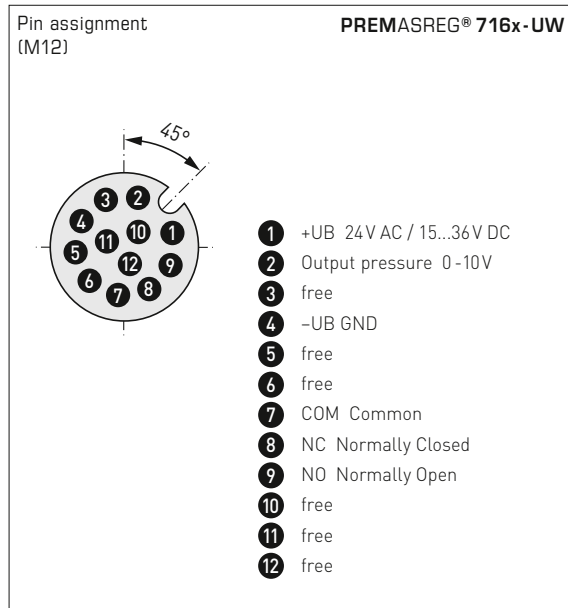 Pin assignment
(M12)
PREMASREG® 716x-UW
45°
3 2
4 10 1
11
5 12 9
6 7 8
1 +UB 24V AC / 15...36V DC
2 Output pressure 0-10V
3 free
4 –UB GND
5 free
6 free
7 COM Common
8 NC Normally Closed
9 NO Normally Open
10 free
11 free
12 free